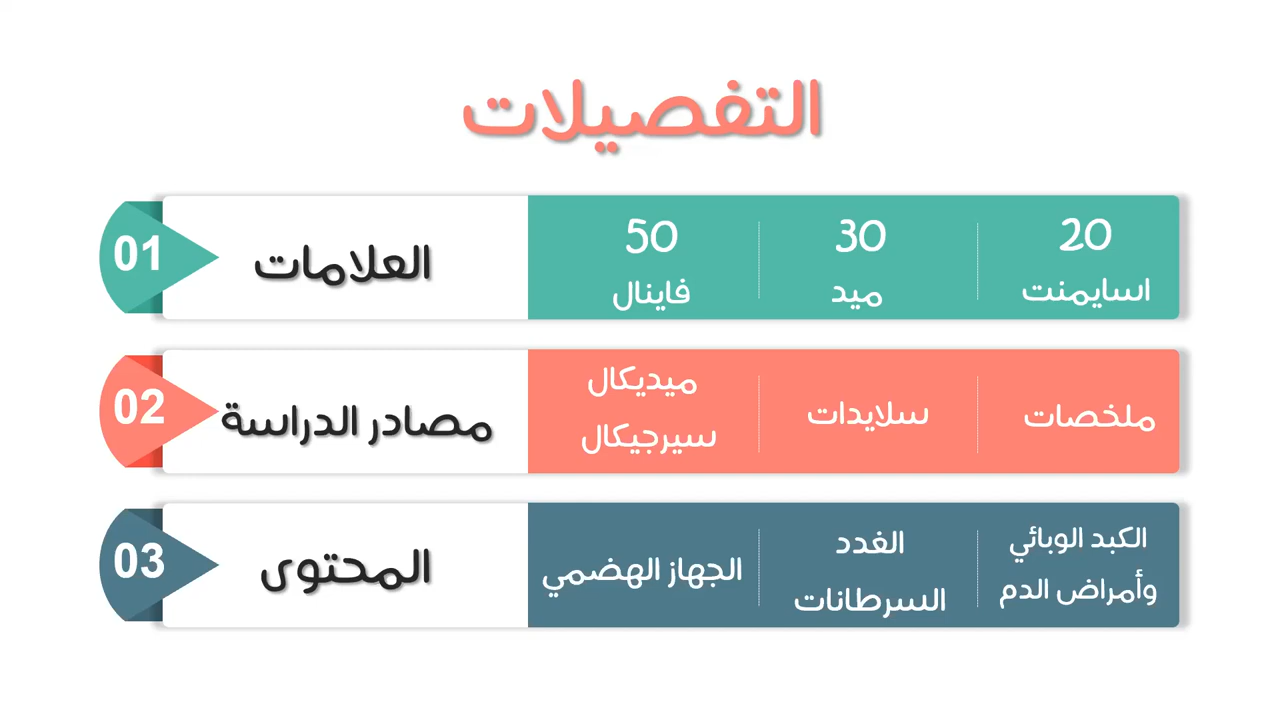 التفصيلات
01
العلامات
20
اسايمنت
30
ميد
50
فاينال
02
مصادر الدراسة
ملخصات
سلايدات
ميديكال
سيرجيكال
03
المحتوى
الكبد الوبائي
وأمراض الدم
الغدد
السرطانات
الجهاز الهضمي